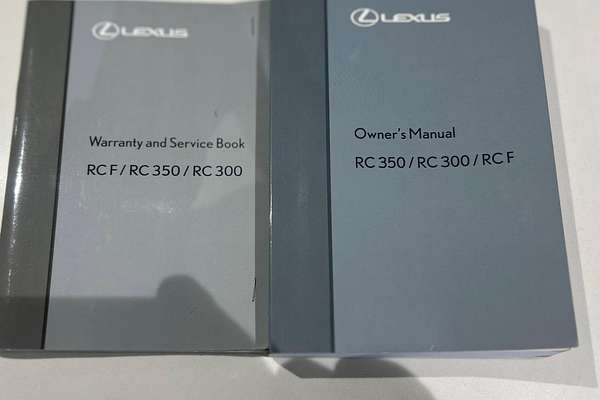 LEXUS
Warranty and Service Book
RC F / RC 350 / RC 300
LEXUS
Owner's Manual
RC 350 / RC 300 / RC F